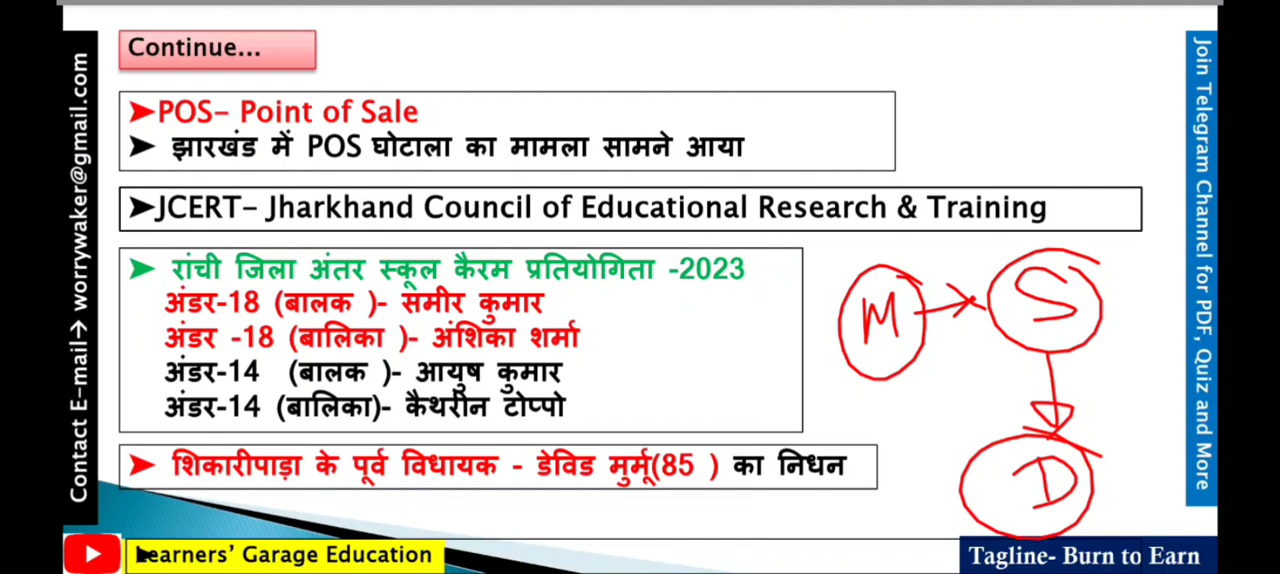 Continue...
➤POS– Point of Sale
➤ झारखंड में POS घोटाला का मामला सामने आया
➤JCERT– Jharkhand Council of Educational Research & Training
➤ रांची जिला अंतर स्कूल कैरम प्रतियोगिता -2023
अंडर-18 (बालक )- समीर कुमार
अंडर -18 (बालिका )- अंशिका शर्मा
अंडर-14 (बालक )- आयुष कुमार
अंडर-14 (बालिका)- कैथरीन टोप्पो
➤ शिकारीपाड़ा के पूर्व विधायक - डेविड मुर्मू(85 ) का निधन
M
S
D
Contact E-mail→ worrywaker@gmail.com
Join Telegram Channel for PDF, Quiz and More
Learners’ Garage Education
Tagline- Burn to Earn